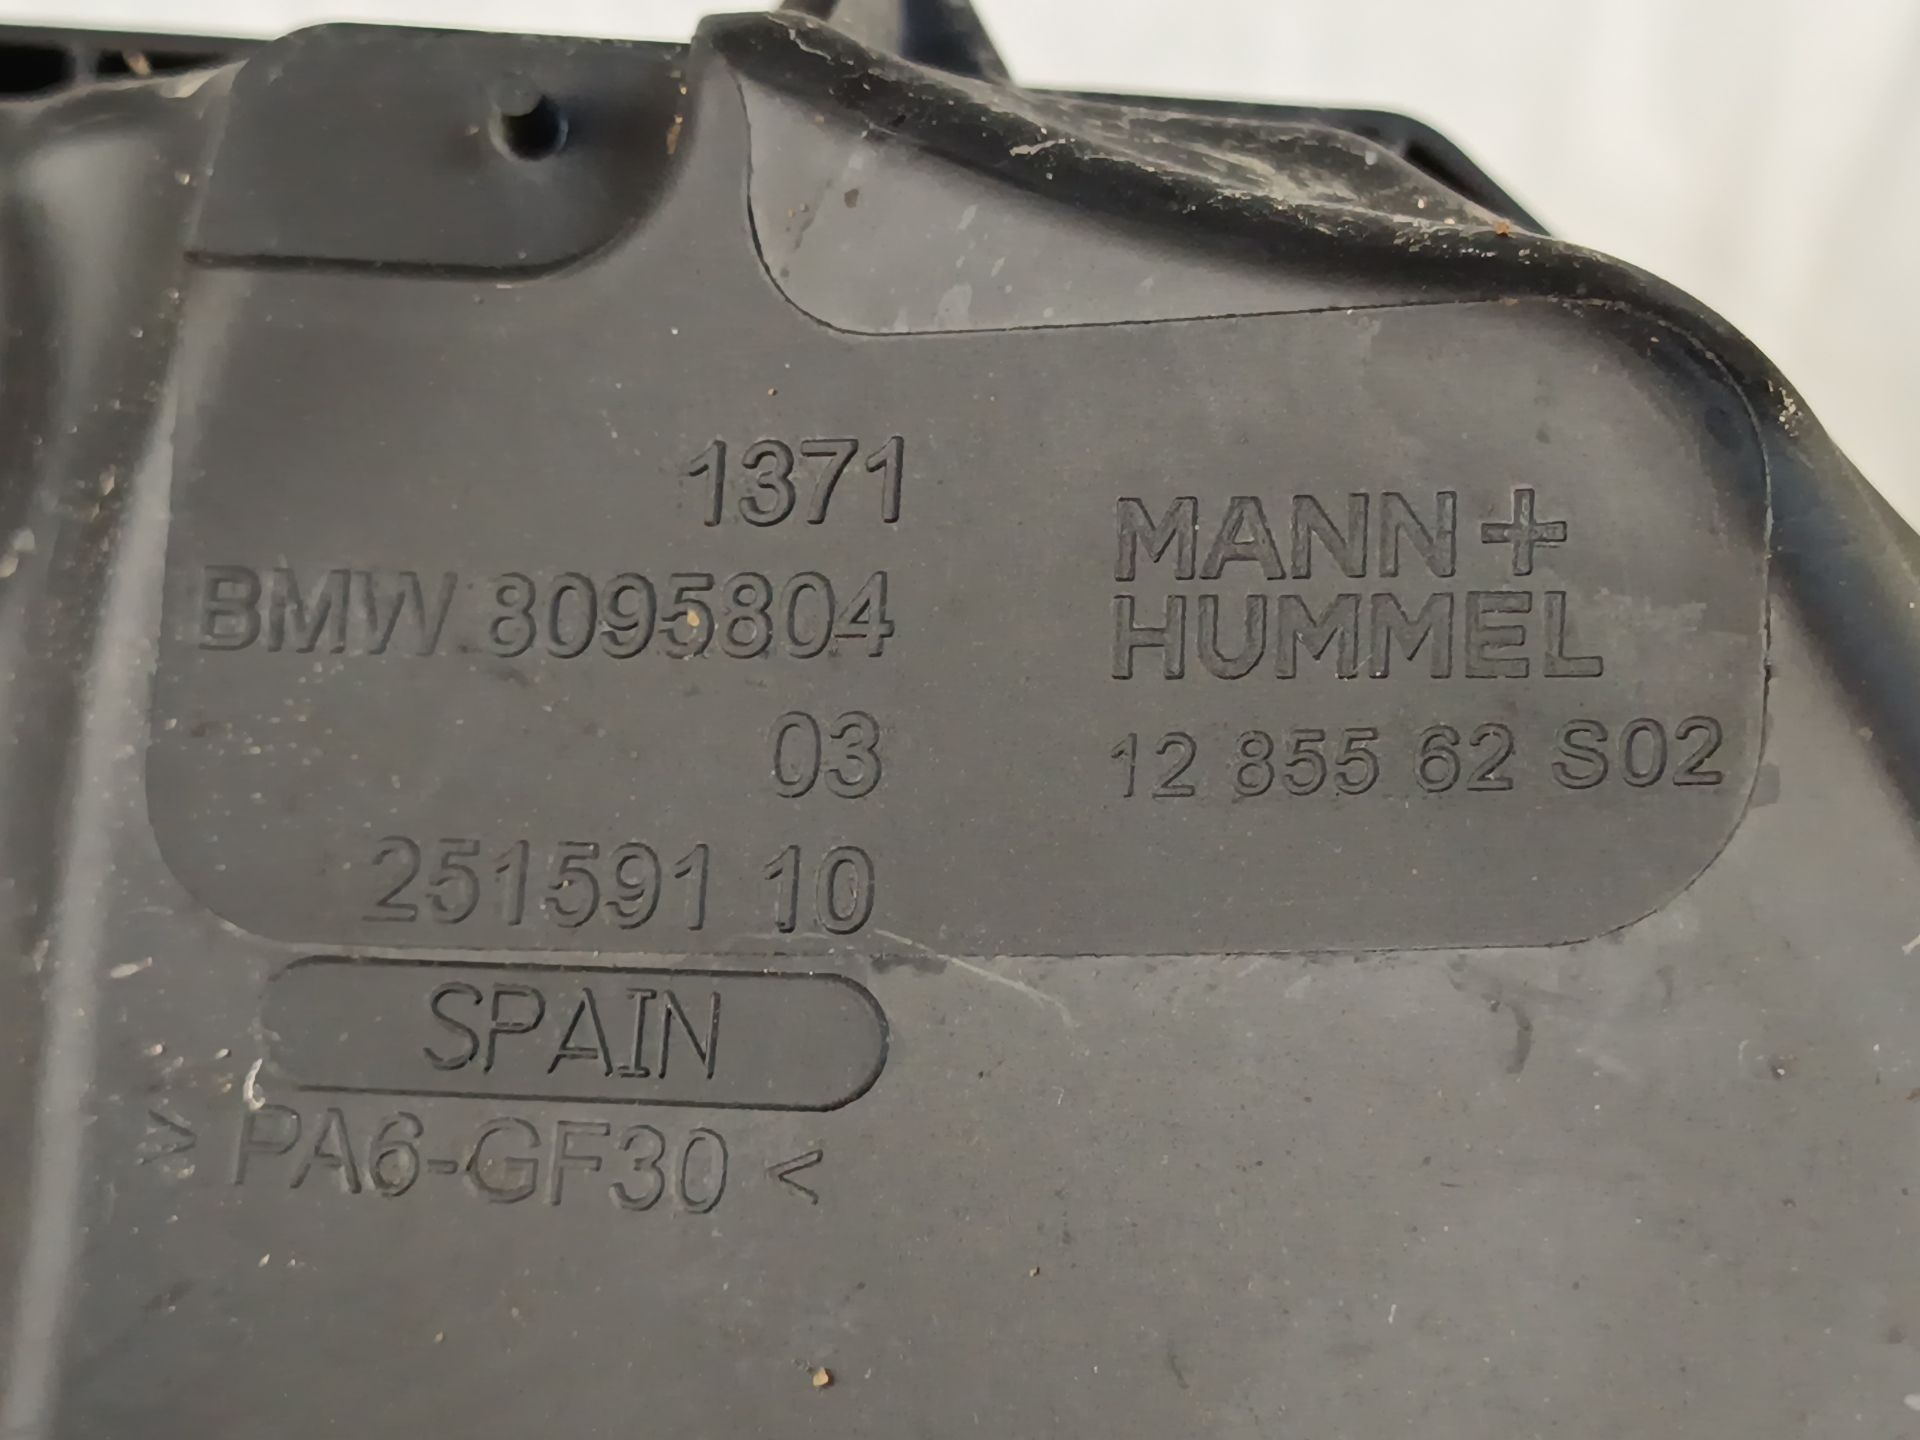 1371
BMW 8095804
03
251591 10
MANN+
HUMMEL
12 855 62 S02
SPAIN
> PA6-GF30 <